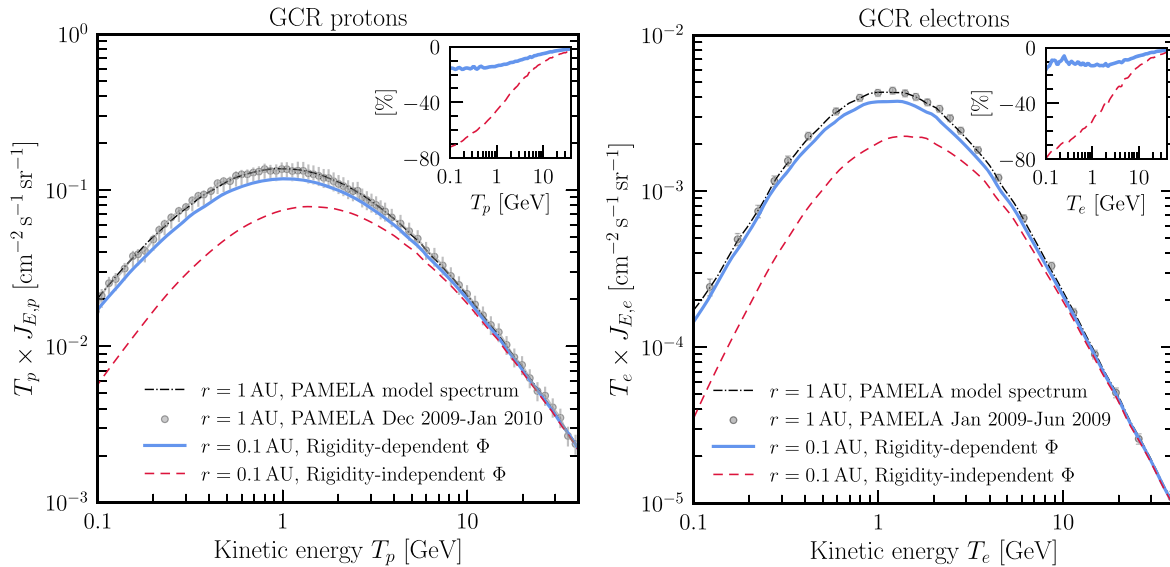 GCR protons
10⁰
10⁻¹
10⁻²
10⁻³
T_p × J_{E,p} [cm⁻² s⁻¹ sr⁻¹]
0.1 1 10
Kinetic energy T_p [GeV]
0
−40
−80
[%]
0.1 1 10
T_p [GeV]
r = 1 AU, PAMELA model spectrum
r = 1 AU, PAMELA Dec 2009-Jan 2010
r = 0.1 AU, Rigidity-dependent Φ
r = 0.1 AU, Rigidity-independent Φ
GCR electrons
10⁻²
10⁻³
10⁻⁴
10⁻⁵
T_e × J_{E,e} [cm⁻² s⁻¹ sr⁻¹]
0.1 1 10
Kinetic energy T_e [GeV]
0
−40
−80
[%]
0.1 1 10
T_e [GeV]
r = 1 AU, PAMELA model spectrum
r = 1 AU, PAMELA Jan 2009-Jun 2009
r = 0.1 AU, Rigidity-dependent Φ
r = 0.1 AU, Rigidity-independent Φ